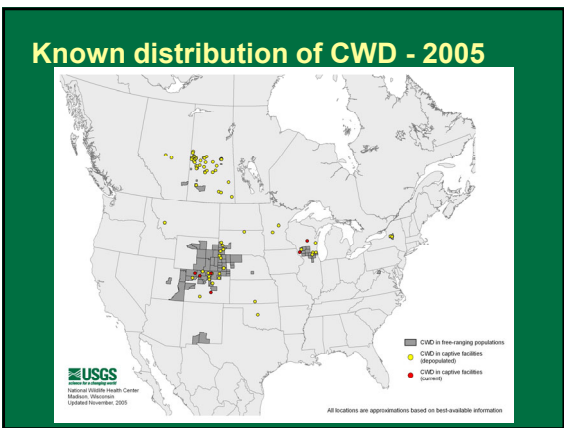 Known distribution of CWD - 2005
CWD in free-ranging populations
CWD in captive facilities
(depopulated)
CWD in captive facilities
(current)
USGS
science for a changing world
National Wildlife Health Center
Madison, Wisconsin
Updated November, 2005
All locations are approximations based on best-available information